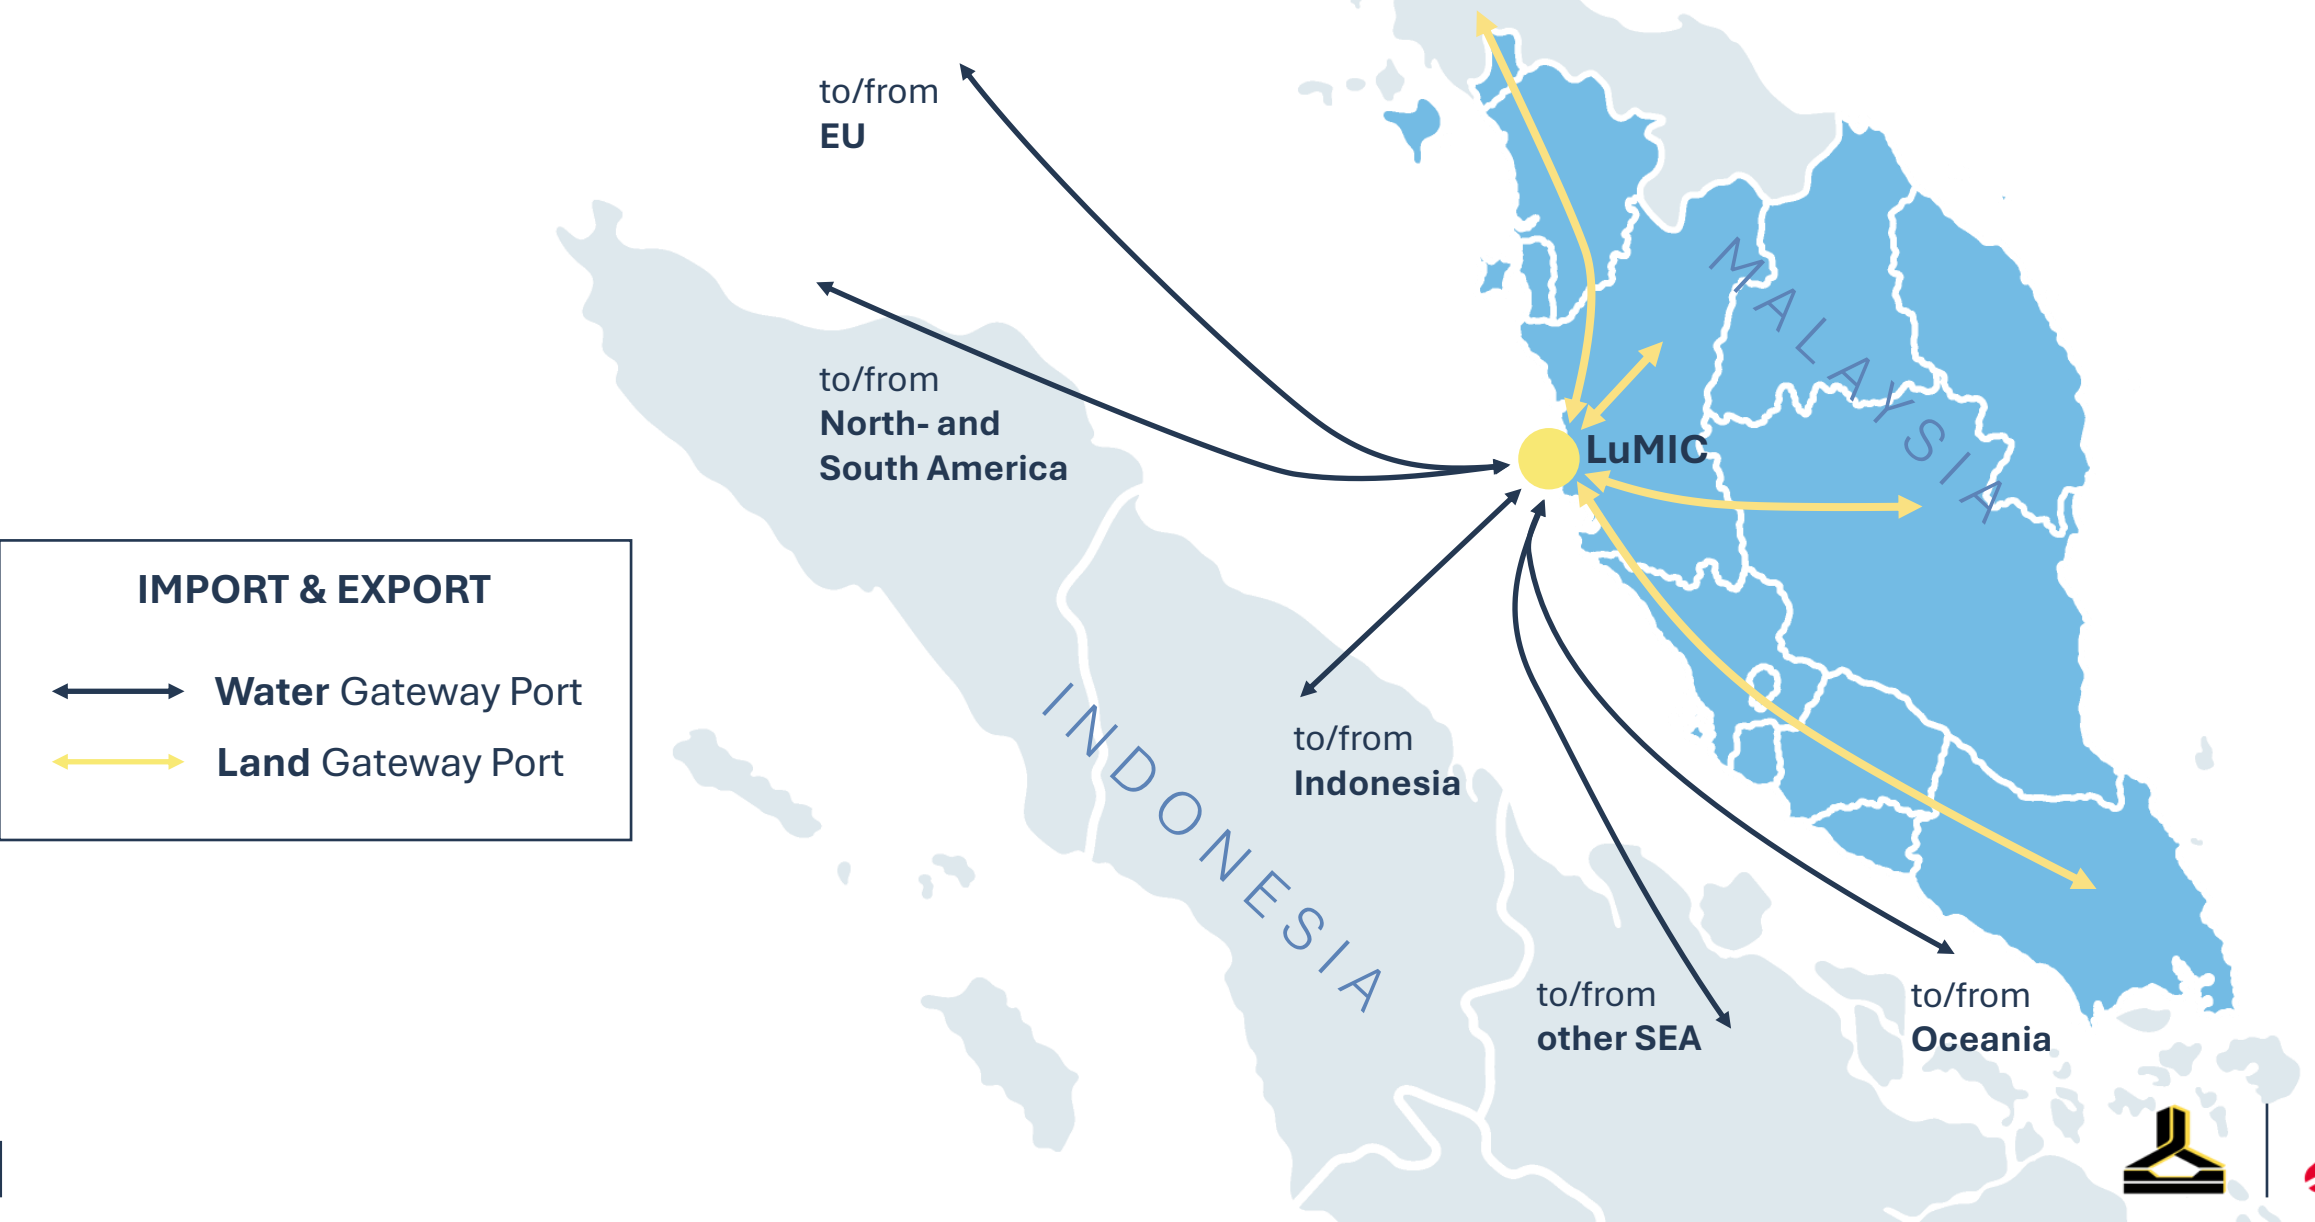 to/from
EU
to/from
North- and
South America
LuMIC
MALAYSIA
IMPORT & EXPORT
Water Gateway Port
Land Gateway Port
to/from
Indonesia
INDONESIA
to/from
other SEA
to/from
Oceania